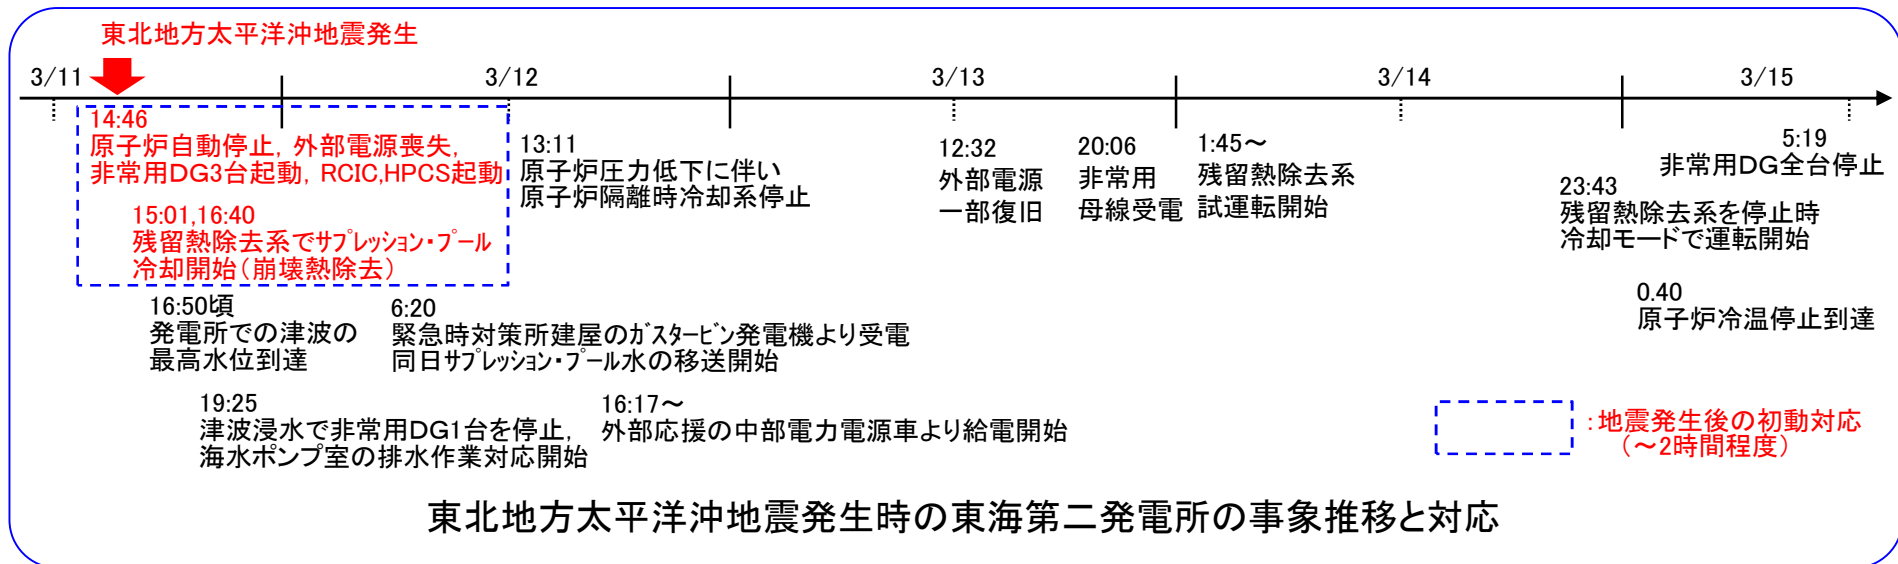 東北地方太平洋沖地震発生
3/11
3/12
3/13
3/14
3/15
14:46
原子炉自動停止, 外部電源喪失,
非常用DG3台起動, RCIC,HPCS起動
15:01,16:40
残留熱除去系でｻﾌﾟﾚｯｼｮﾝ・ﾌﾟｰﾙ
冷却開始(崩壊熱除去)
13:11
原子炉圧力低下に伴い
原子炉隔離時冷却系停止
12:32
外部電源
一部復旧
20:06
非常用
母線受電
1:45～
残留熱除去系
試運転開始
5:19
非常用DG全台停止
23:43
残留熱除去系を停止時
冷却モードで運転開始
0.40
原子炉冷温停止到達
16:50頃
発電所での津波の
最高水位到達
6:20
緊急時対策所建屋のｶﾞｽﾀｰﾋﾞﾝ発電機より受電
同日ｻﾌﾟﾚｯｼｮﾝ・ﾌﾟｰﾙ水の移送開始
19:25
津波浸水で非常用DG1台を停止,
海水ポンプ室の排水作業対応開始
16:17～
外部応援の中部電力電源車より給電開始
:地震発生後の初動対応
(～2時間程度)
東北地方太平洋沖地震発生時の東海第二発電所の事象推移と対応